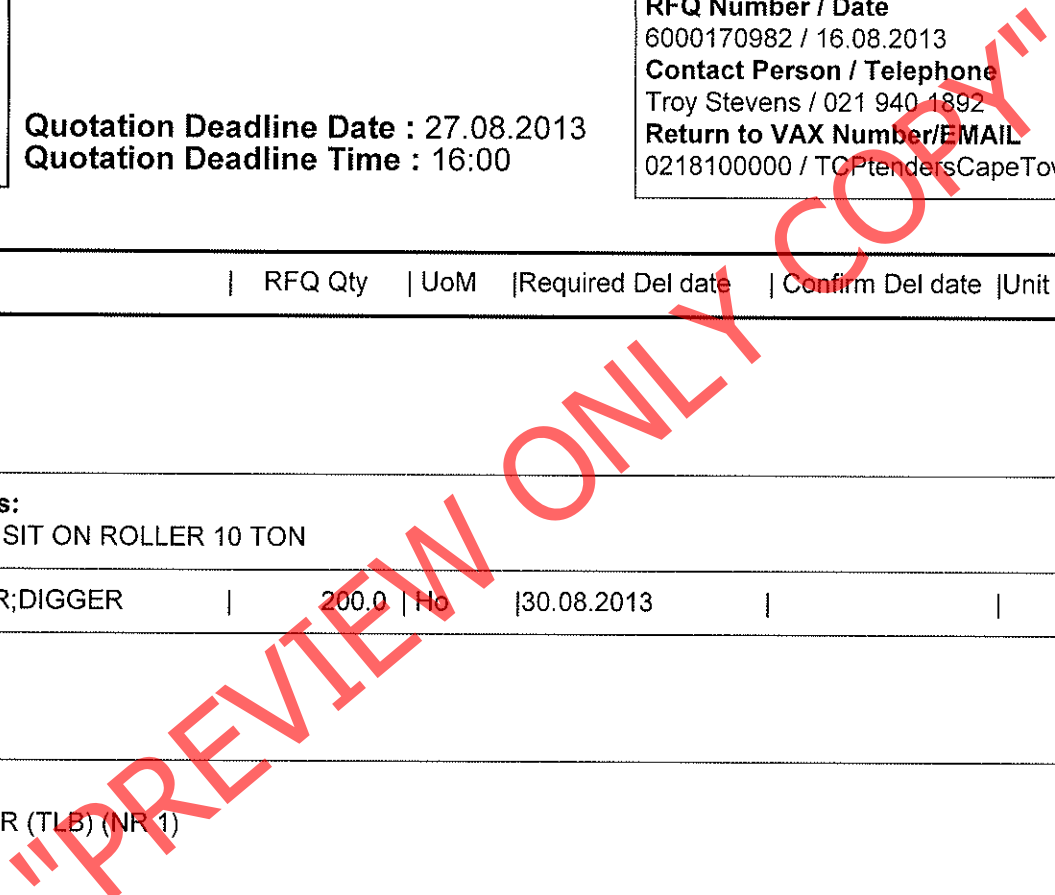 RFQ Number / Date
6000170982 / 16.08.2013
Contact Person / Telephone
Troy Stevens / 021 940 1892
Return to VAX Number/EMAIL
0218100000 / TCPtendersCapeTow
Quotation Deadline Date : 27.08.2013
Quotation Deadline Time : 16:00
| RFQ Qty | UoM |Required Del date | Confirm Del date |Unit
s:
SIT ON ROLLER 10 TON
R;DIGGER | 200.0 | Ho |30.08.2013 | |
R (TLB) (NR 1)
"PREVIEW ONLY COPY"